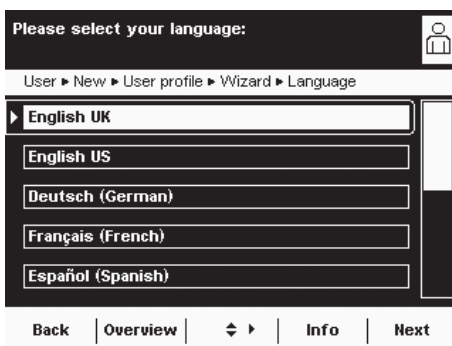 Please select your language:
User ▸ New ▸ User profile ▸ Wizard ▸ Language
English UK
English US
Deutsch (German)
Français (French)
Español (Spanish)
Back Overview Info Next